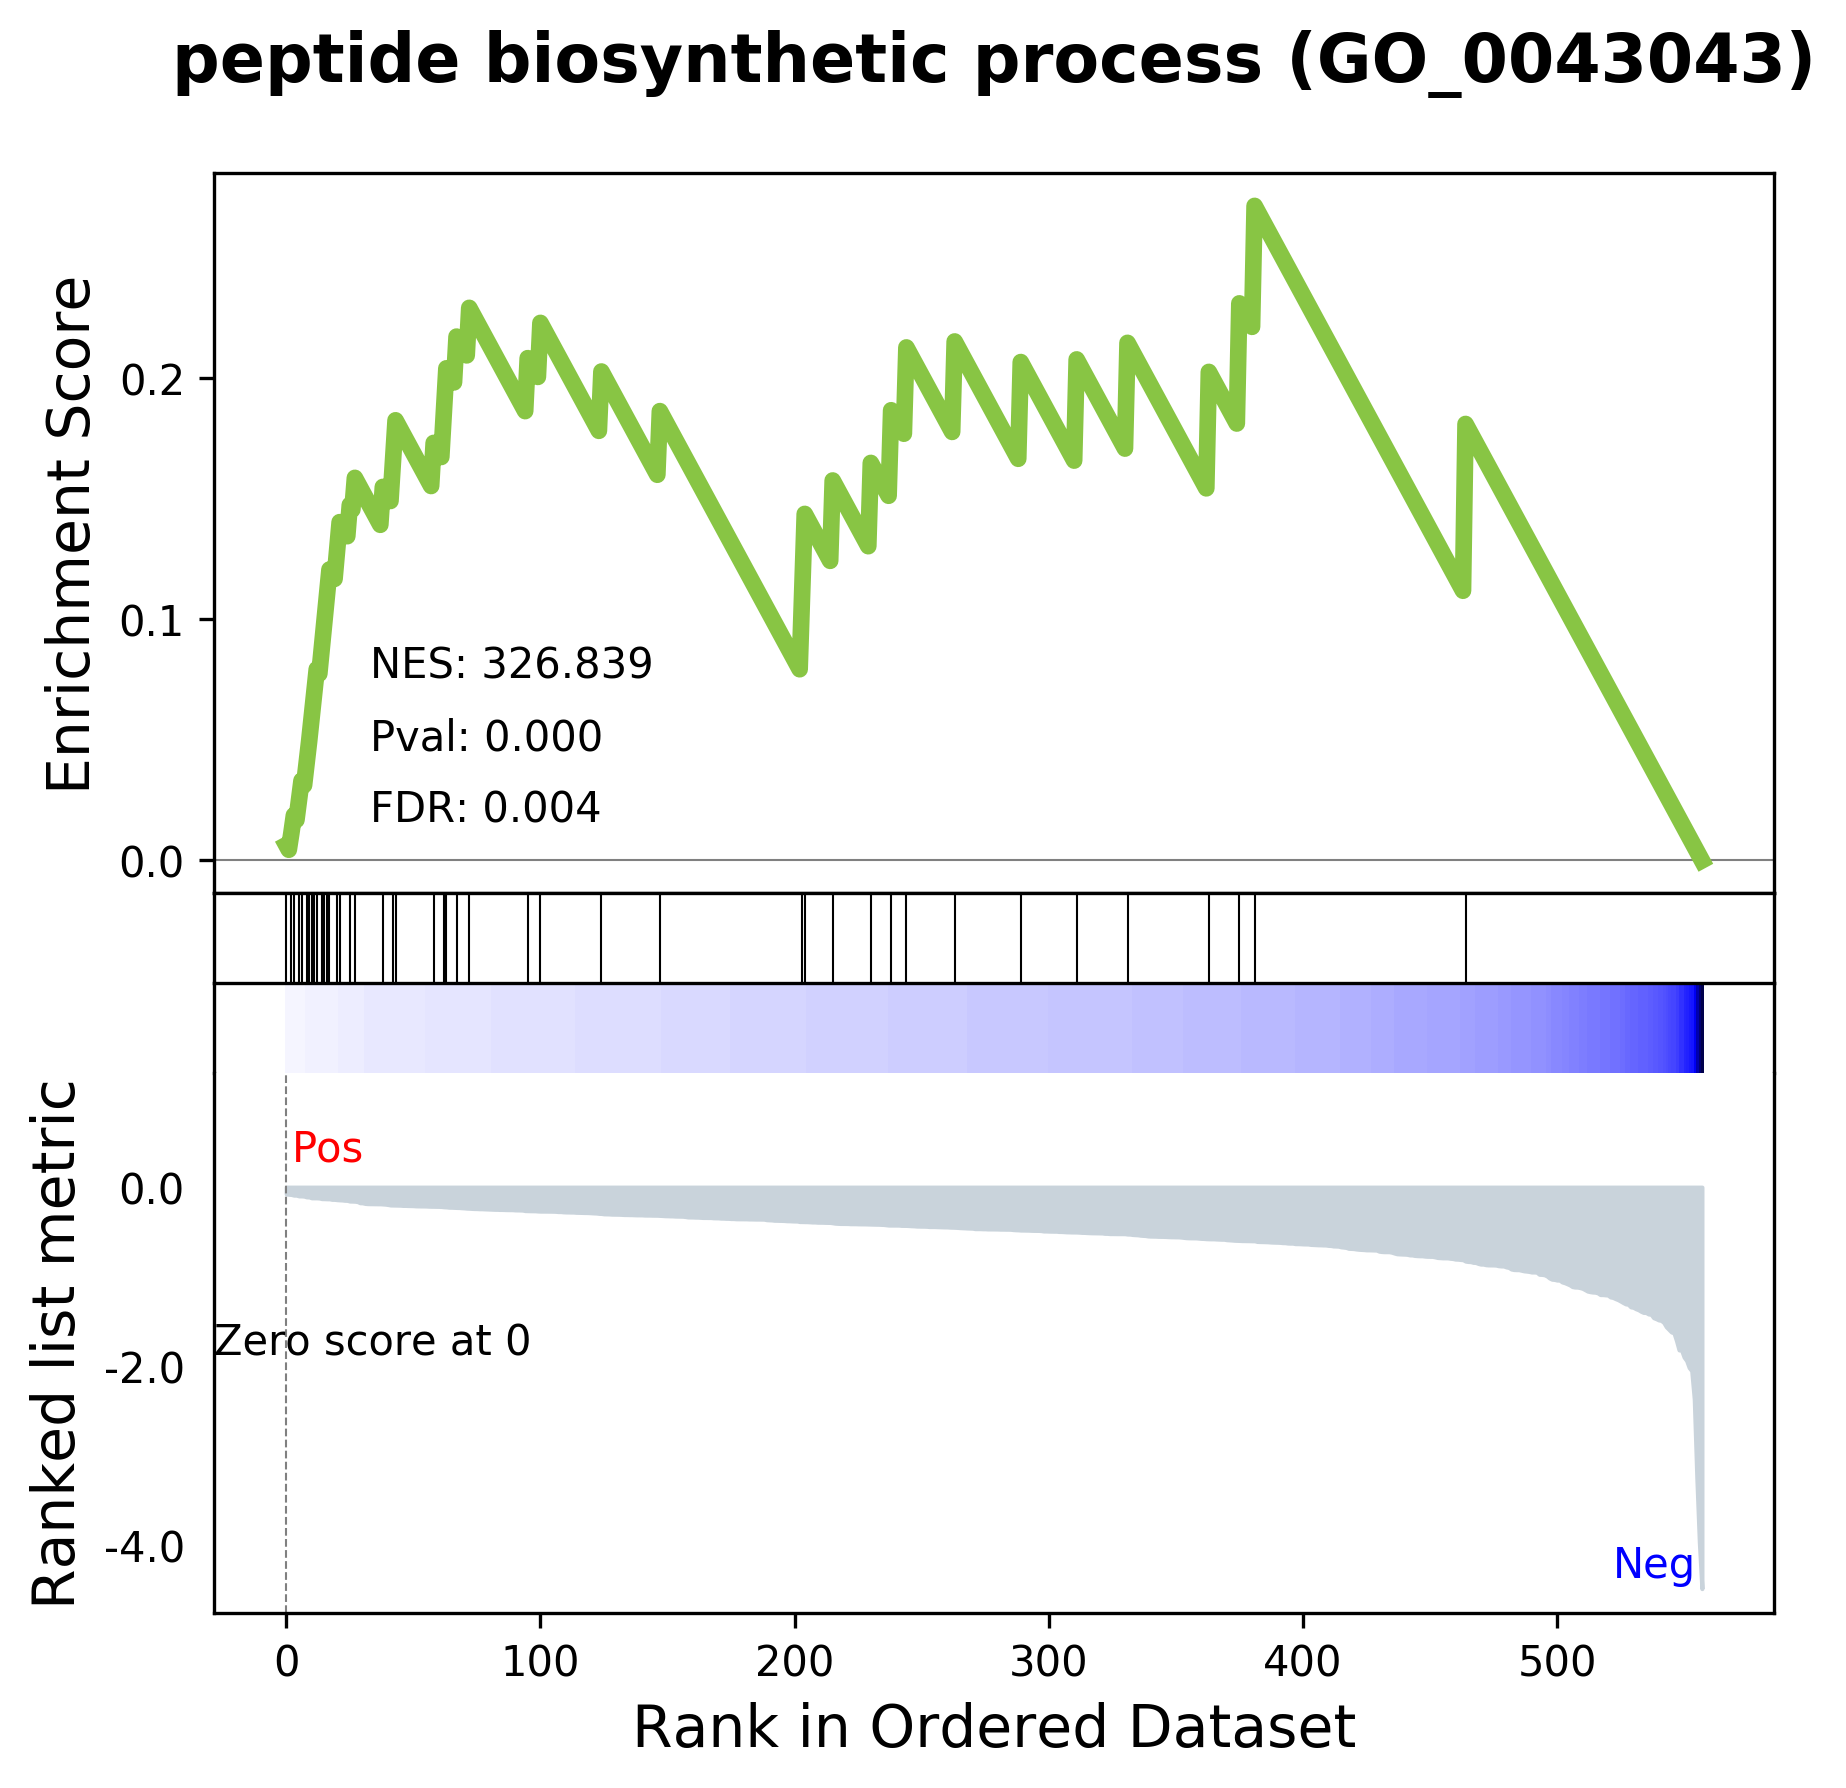 peptide biosynthetic process (GO_0043043)
Enrichment Score
0.2
0.1
0.0
NES: 326.839
Pval: 0.000
FDR: 0.004
Ranked list metric
Pos
0.0
Zero score at 0
-2.0
-4.0
Neg
0 100 200 300 400 500
Rank in Ordered Dataset